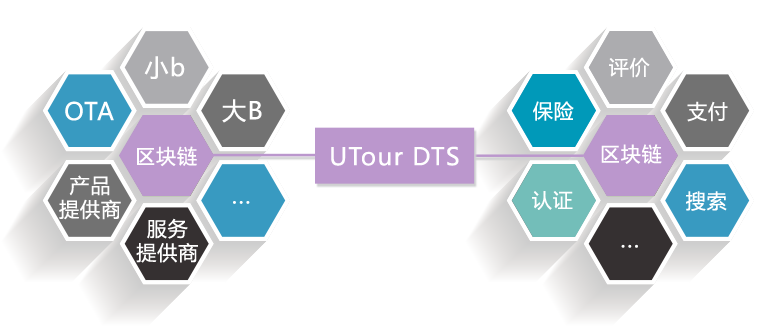 小b
OTA
大B
区块链
产品
提供商
...
服务
提供商
UTour DTS
评价
保险
支付
区块链
认证
搜索
...